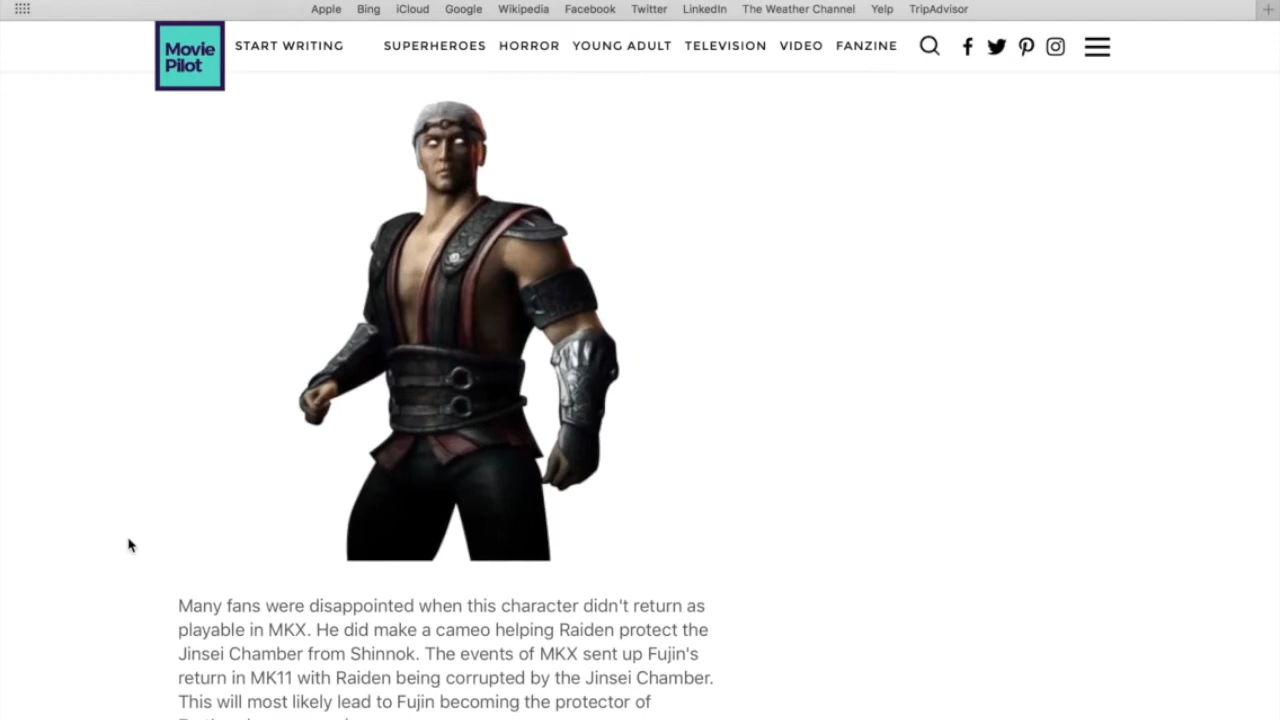 Apple Bing iCloud Google Wikipedia Facebook Twitter LinkedIn The Weather Channel Yelp TripAdvisor
Movie
Pilot
START WRITING SUPERHEROES HORROR YOUNG ADULT TELEVISION VIDEO FANZINE
Many fans were disappointed when this character didn't return as
playable in MKX. He did make a cameo helping Raiden protect the
Jinsei Chamber from Shinnok. The events of MKX sent up Fujin's
return in MK11 with Raiden being corrupted by the Jinsei Chamber.
This will most likely lead to Fujin becoming the protector of